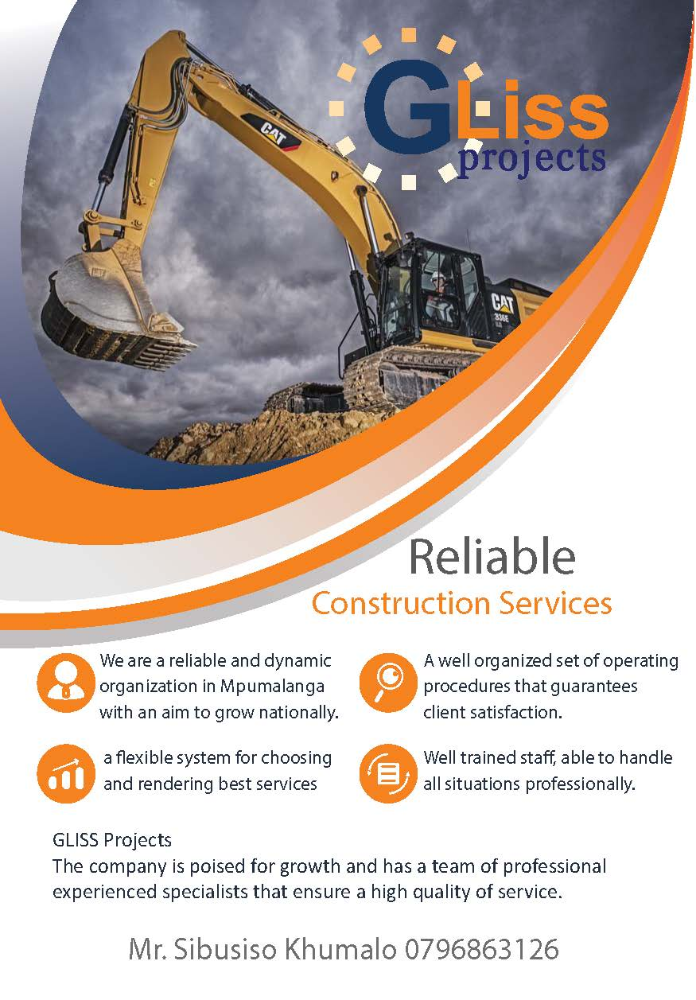 CAT
GLiss
projects
CAT
336E
Reliable
Construction Services
We are a reliable and dynamic
organization in Mpumalanga
with an aim to grow nationally.
A well organized set of operating
procedures that guarantees
client satisfaction.
a flexible system for choosing
and rendering best services
Well trained staff, able to handle
all situations professionally.
GLISS Projects
The company is poised for growth and has a team of professional
experienced specialists that ensure a high quality of service.
Mr. Sibusiso Khumalo 0796863126